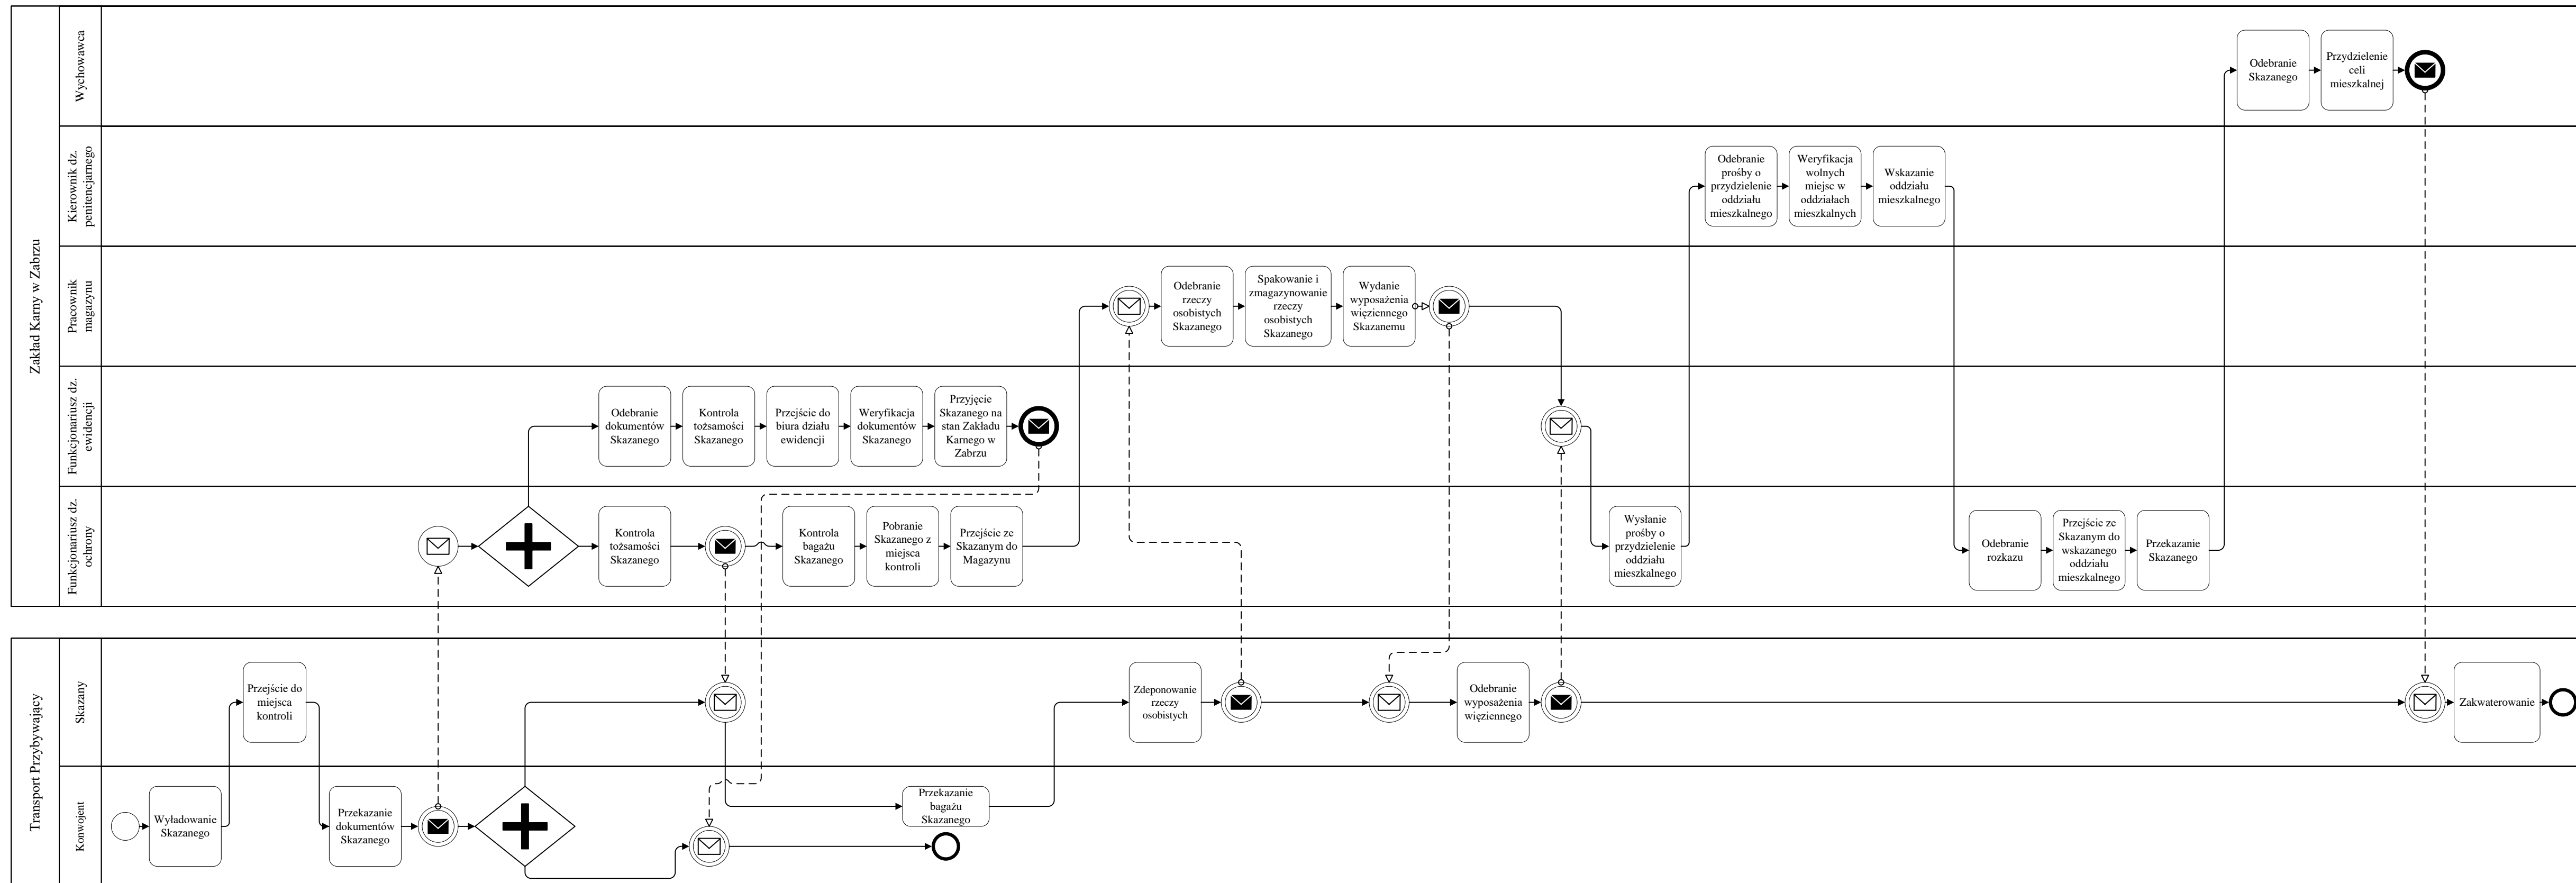 Zakład Karny w Zabrzu
Wychowawca
Odebranie
Skazanego
Przydzielenie
celi
mieszkalnej
Kierownik dz.
penitencjarnego
Odebranie
prośby o
przydzielenie
oddziału
mieszkalnego
Weryfikacja
wolnych
miejsc w
oddziałach
mieszkalnych
Wskazanie
oddziału
mieszkalnego
Pracownik
magazynu
Odebranie
rzeczy
osobistych
Skazanego
Spakowanie i
zmagazynowanie
rzeczy
osobistych
Skazanego
Wydanie
wyposażenia
więziennego
Skazanemu
Funkcjonariusz dz.
ewidencji
Odebranie
dokumentów
Skazanego
Kontrola
tożsamości
Skazanego
Przejście do
biura działu
ewidencji
Weryfikacja
dokumentów
Skazanego
Przyjęcie
Skazanego na
stan Zakładu
Karnego w
Zabrzu
Funkcjonariusz dz.
ochrony
Kontrola
tożsamości
Skazanego
Kontrola
bagażu
Skazanego
Pobranie
Skazanego z
miejsca
kontroli
Przejście ze
Skazanym do
Magazynu
Wysłanie
prośby o
przydzielenie
oddziału
mieszkalnego
Odebranie
rozkazu
Przejście ze
Skazanym do
wskazanego
oddziału
mieszkalnego
Przekazanie
Skazanego
Transport Przybywający
Skazany
Przejście do
miejsca
kontroli
Zdeponowanie
rzeczy
osobistych
Odebranie
wyposażenia
więziennego
Zakwaterowanie
Konwojent
Wyładowanie
Skazanego
Przekazanie
dokumentów
Skazanego
Przekazanie
bagażu
Skazanego